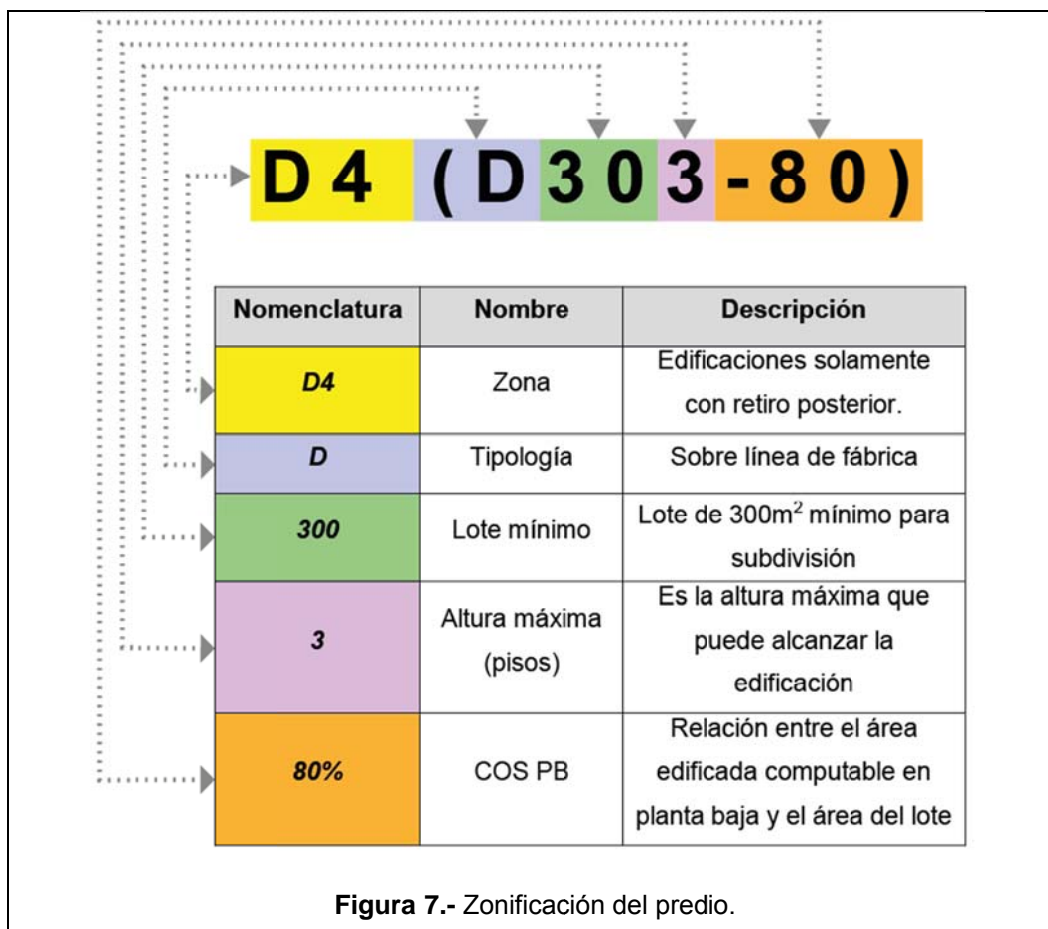 D4 (D303-80)
Nomenclatura Nombre Descripción
D4 Zona Edificaciones solamente
con retiro posterior.
D Tipología Sobre línea de fábrica
300 Lote mínimo Lote de 300m² mínimo para
subdivisión
3 Altura máxima
(pisos) Es la altura máxima que
puede alcanzar la
edificación
80% COS PB Relación entre el área
edificada computable en
planta baja y el área del lote
Figura 7.- Zonificación del predio.